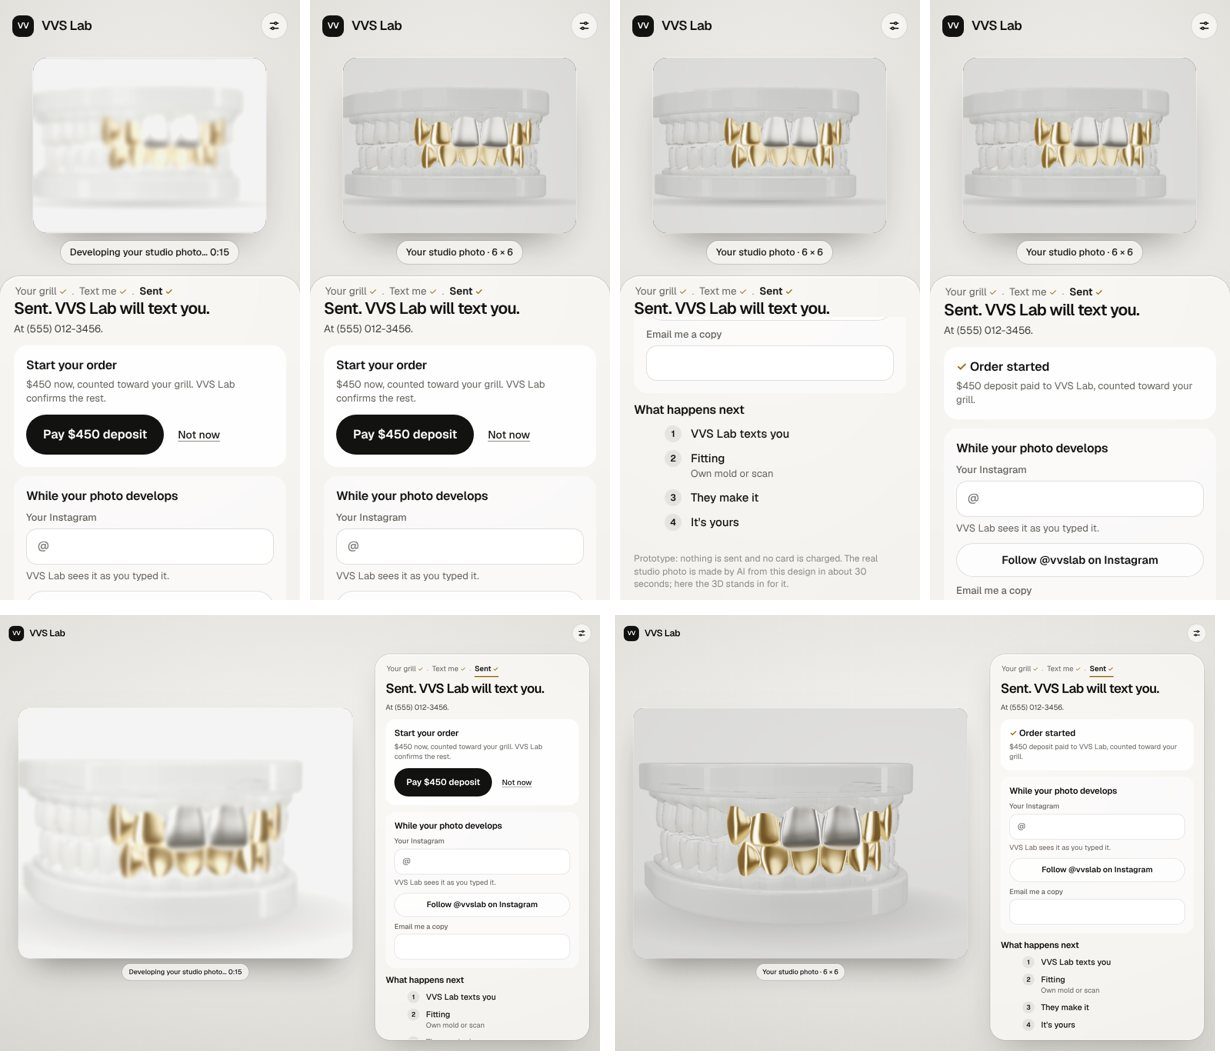 VV VVS Lab
Developing your studio photo... 0:15
Your grill ✓ . Text me ✓ . Sent ✓
Sent. VVS Lab will text you.
At (555) 012-3456.
Start your order
$450 now, counted toward your grill. VVS Lab
confirms the rest.
Pay $450 deposit Not now
While your photo develops
Your Instagram
@
VVS Lab sees it as you typed it.
VV VVS Lab
Your studio photo · 6 × 6
Your grill ✓ . Text me ✓ . Sent ✓
Sent. VVS Lab will text you.
At (555) 012-3456.
Start your order
$450 now, counted toward your grill. VVS Lab
confirms the rest.
Pay $450 deposit Not now
While your photo develops
Your Instagram
@
VVS Lab sees it as you typed it.
VV VVS Lab
Your studio photo · 6 × 6
Your grill ✓ . Text me ✓ . Sent ✓
Sent. VVS Lab will text you.
Email me a copy
What happens next
1 VVS Lab texts you
2 Fitting
Own mold or scan
3 They make it
4 It's yours
Prototype: nothing is sent and no card is charged. The real
studio photo is made by AI from this design in about 30
seconds; here the 3D stands in for it.
VV VVS Lab
Your studio photo · 6 × 6
Your grill ✓ . Text me ✓ . Sent ✓
Sent. VVS Lab will text you.
At (555) 012-3456.
✓ Order started
$450 deposit paid to VVS Lab, counted toward your
grill.
While your photo develops
Your Instagram
@
VVS Lab sees it as you typed it.
Follow @vvslab on Instagram
Email me a copy
VV VVS Lab
Developing your studio photo... 0:15
Your grill ✓ . Text me ✓ . Sent ✓
Sent. VVS Lab will text you.
At (555) 012-3456.
Start your order
$450 now, counted toward your grill. VVS Lab
confirms the rest.
Pay $450 deposit Not now
While your photo develops
Your Instagram
@
VVS Lab sees it as you typed it.
Follow @vvslab on Instagram
Email me a copy
What happens next
1 VVS Lab texts you
2 Fitting
Own mold or scan
VV VVS Lab
Your studio photo · 6 × 6
Your grill ✓ . Text me ✓ . Sent ✓
Sent. VVS Lab will text you.
At (555) 012-3456.
✓ Order started
$450 deposit paid to VVS Lab, counted toward your
grill.
While your photo develops
Your Instagram
@
VVS Lab sees it as you typed it.
Follow @vvslab on Instagram
Email me a copy
What happens next
1 VVS Lab texts you
2 Fitting
Own mold or scan
3 They make it
4 It's yours